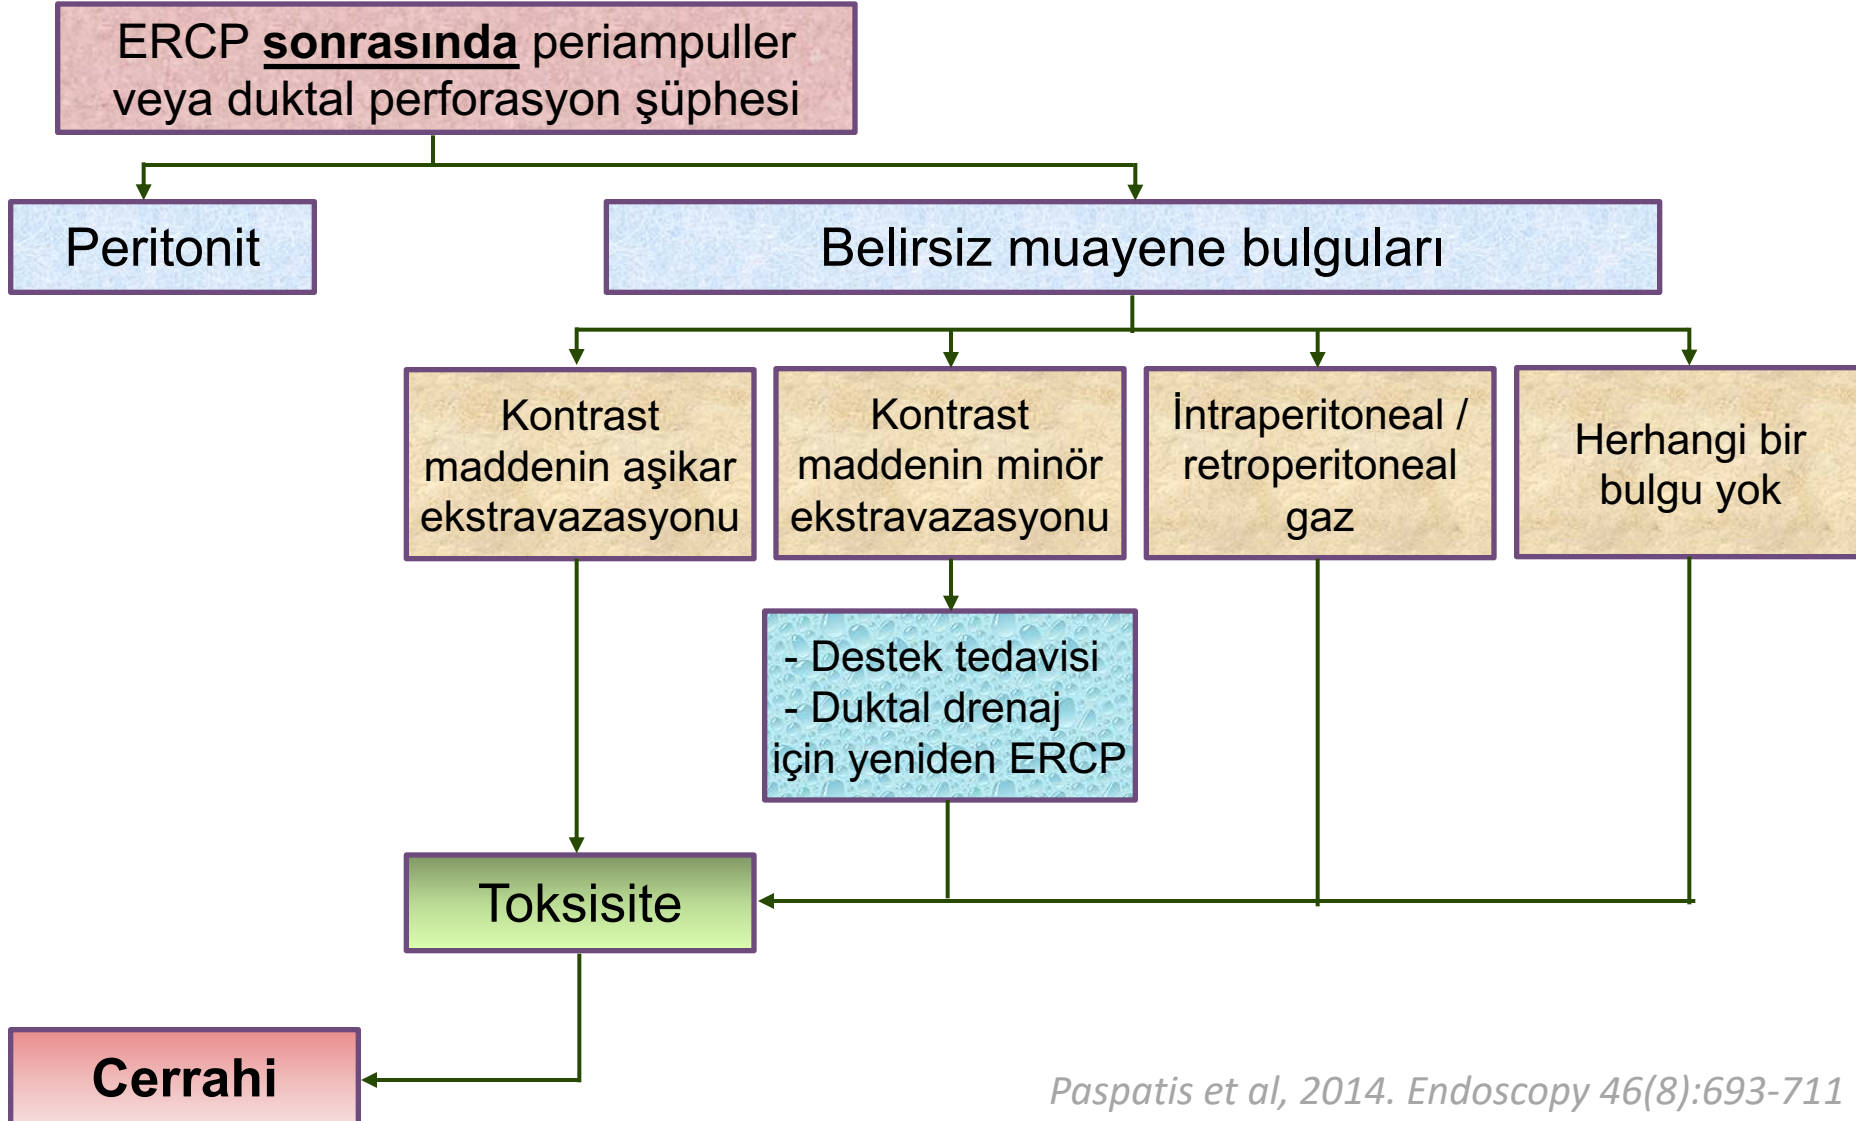 ERCP sonrasında periampuller
veya duktal perforasyon şüphesi
Peritonit
Belirsiz muayene bulguları
Kontrast
maddenin aşikar
ekstravazasyonu
Kontrast
maddenin minör
ekstravazasyonu
İntraperitoneal /
retroperitoneal
gaz
Herhangi bir
bulgu yok
- Destek tedavisi
- Duktal drenaj
için yeniden ERCP
Toksisite
Cerrahi
Paspatis et al, 2014. Endoscopy 46(8):693-711